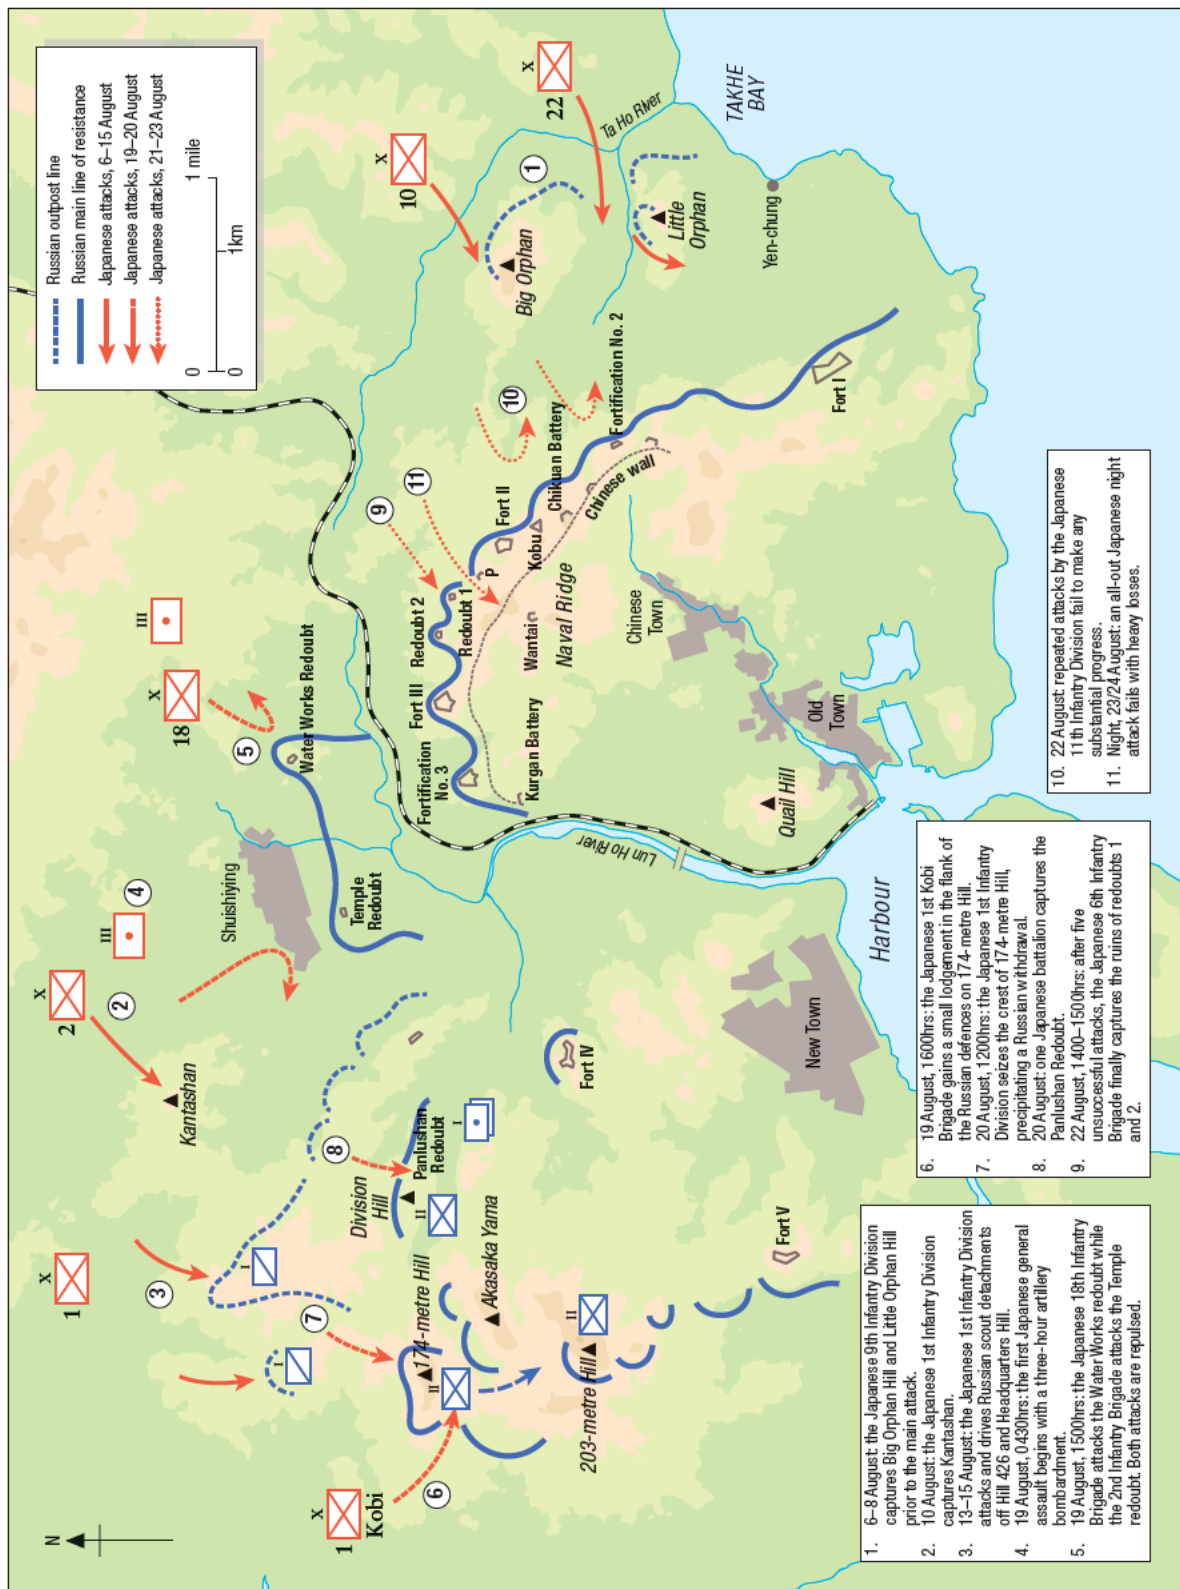 N
Russian outpost line
Russian main line of resistance
Japanese attacks, 6–15 August
Japanese attacks, 19–20 August
Japanese attacks, 21–23 August
0
1 mile
0
1km
1
X
Kobi
6
1
X
3
I
I
7
174-metre Hill
II
Akasaka Yama
203-metre Hill
II
Division
Hill
8
Panlushan
Redoubt
II
I
Fort V
Fort IV
2
X
2
Kantashan
III
4
Shuishiying
Temple
Redoubt
18
X
III
5
Water Works Redoubt
Fortification
No. 3
Fort III
Redoubt 2
Redoubt 1
9
11
P
Fort II
Kobu
10
Chikuan Battery
Fortification No. 2
Chinese wall
Kurgan Battery
Wantai
Naval Ridge
Fort I
Lun Ho River
Chinese
Town
Old
Town
Quail Hill
New Town
Harbour
10
X
22
X
1
Big Orphan
Little
Orphan
Ta Ho River
TAKHE
BAY
Yen-chung
1. 6–8 August: the Japanese 9th Infantry Division
captures Big Orphan Hill and Little Orphan Hill
prior to the main attack.
2. 10 August: the Japanese 1st Infantry Division
captures Kantashan.
3. 13–15 August: the Japanese 1st Infantry Division
attacks and drives Russian scout detachments
off Hill 426 and Headquarters Hill.
4. 19 August, 0430hrs: the first Japanese general
assault begins with a three-hour artillery
bombardment.
5. 19 August, 1500hrs: the Japanese 18th Infantry
Brigade attacks the Water Works redoubt while
the 2nd Infantry Brigade attacks the Temple
redoubt. Both attacks are repulsed.
6. 19 August, 1600hrs: the Japanese 1st Kobi
Brigade gains a small lodgement in the flank of
the Russian defences on 174-metre Hill.
7. 20 August, 1200hrs: the Japanese 1st Infantry
Division seizes the crest of 174-metre Hill,
precipitating a Russian withdrawal.
8. 20 August: one Japanese battalion captures the
Panlushan Redoubt.
9. 22 August, 1400–1500hrs: after five
unsuccessful attacks, the Japanese 6th Infantry
Brigade finally captures the ruins of redoubts 1
and 2.
10. 22 August: repeated attacks by the Japanese
11th Infantry Division fail to make any
substantial progress.
11. Night, 23/24 August: an all-out Japanese night
attack fails with heavy losses.